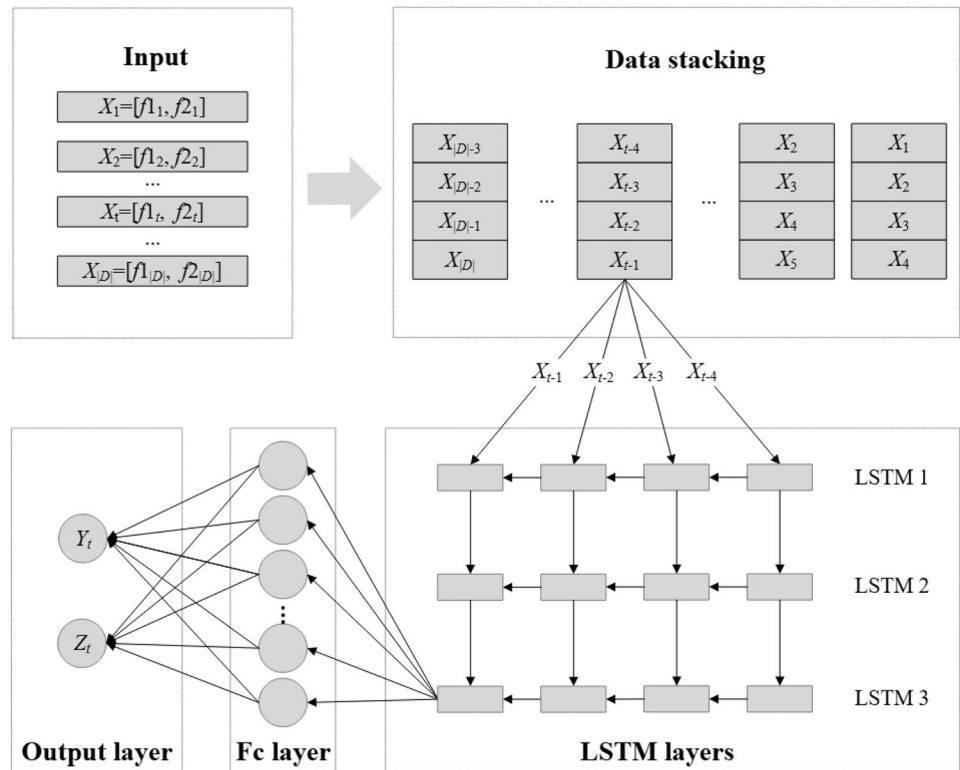 Input
X1=[f11, f21]
X2=[f12, f22]
...
Xt=[f1t, f2t]
...
X|D|=[f1|D|, f2|D|]
Data stacking
X|D|-3
X|D|-2
X|D|-1
X|D|
...
Xt-4
Xt-3
Xt-2
Xt-1
...
X2
X3
X4
X5
X1
X2
X3
X4
Xt-1 Xt-2 Xt-3 Xt-4
LSTM 1
LSTM 2
LSTM 3
LSTM layers
Fc layer
Yt
Zt
Output layer